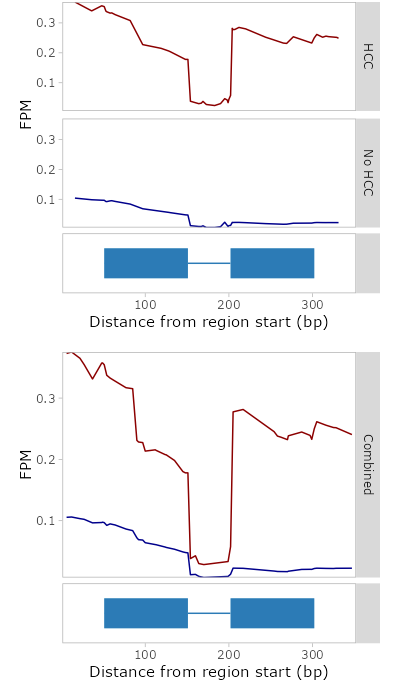 0.3
0.2
0.1
HCC
FPM
0.3
0.2
0.1
No HCC
100
200
300
Distance from region start (bp)
0.3
0.2
0.1
FPM
Combined
100
200
300
Distance from region start (bp)